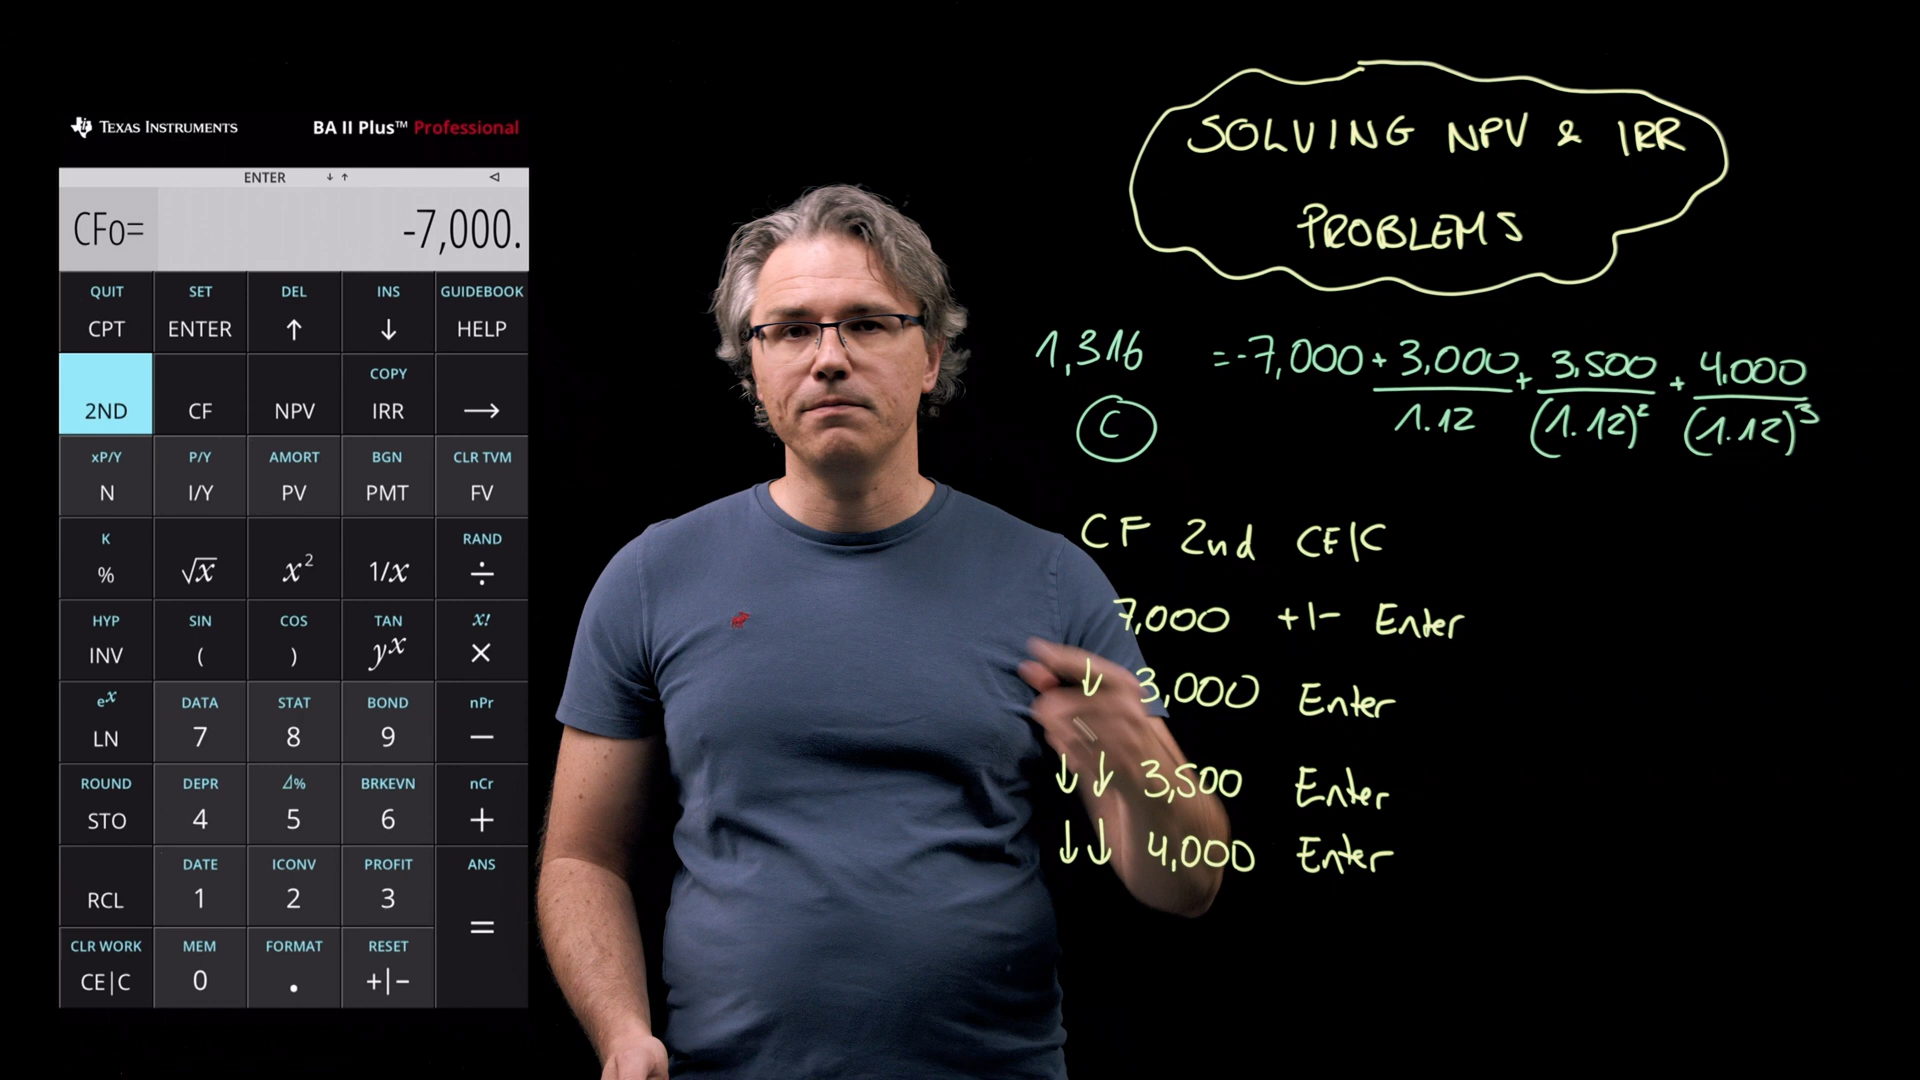 TEXAS INSTRUMENTS BA II Plus™ Professional
ENTER ↓ ↑
CFo= -7,000.
QUIT SET DEL INS GUIDEBOOK
CPT ENTER ↑ ↓ HELP
COPY
2ND CF NPV IRR →
xP/Y P/Y AMORT BGN CLR TVM
N I/Y PV PMT FV
K RAND
% √x x² 1/x ÷
HYP SIN COS TAN x!
INV ( ) yˣ ×
eˣ DATA STAT BOND nPr
LN 7 8 9 −
ROUND DEPR Δ% BRKEVN nCr
STO 4 5 6 +
DATE ICONV PROFIT ANS
RCL 1 2 3 =
CLR WORK MEM FORMAT RESET
CE|C 0 . +|−
SOLVING NPV & IRR
PROBLEMS
1,316 = -7,000 + 3,000/1.12 + 3,500/(1.12)² + 4,000/(1.12)³
C
CF 2nd CE|C
7,000 +|− Enter
↓ 3,000 Enter
↓ ↓ 3,500 Enter
↓ ↓ 4,000 Enter